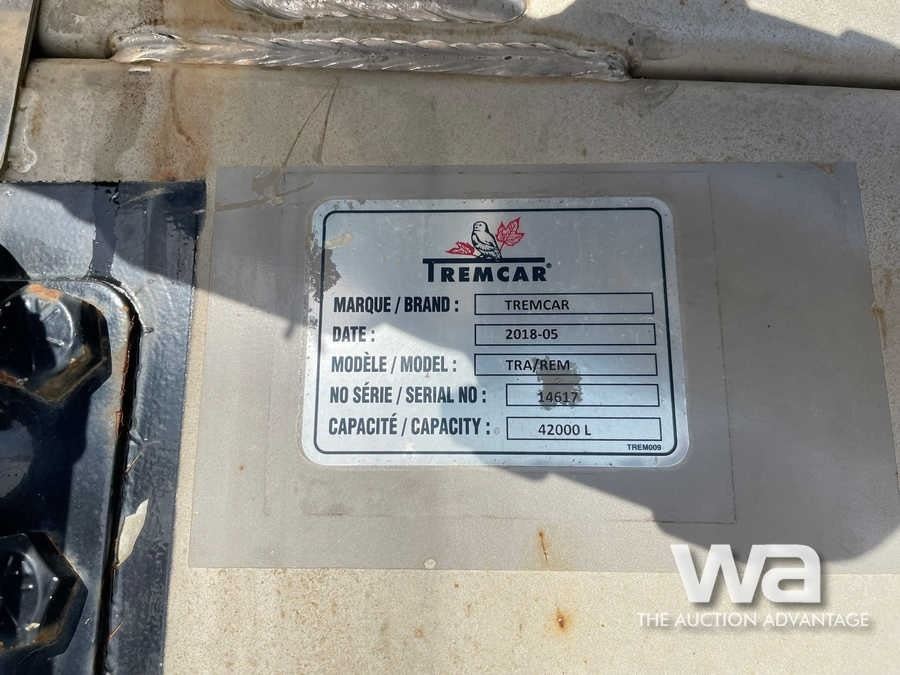 TREMCAR®
MARQUE / BRAND : TREMCAR
DATE : 2018-05
MODÈLE / MODEL : TRA/REM
NO SÉRIE / SERIAL NO : 14617
CAPACITÉ / CAPACITY : 42000 L
TREM009
wa
THE AUCTION ADVANTAGE